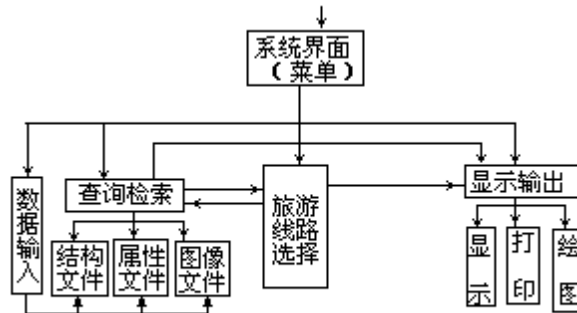 系统界面
（菜单）
数据输入
查询检索
旅游
线路
选择
显示输出
结构
文件
属性
文件
图像
文件
显示
打印
绘图